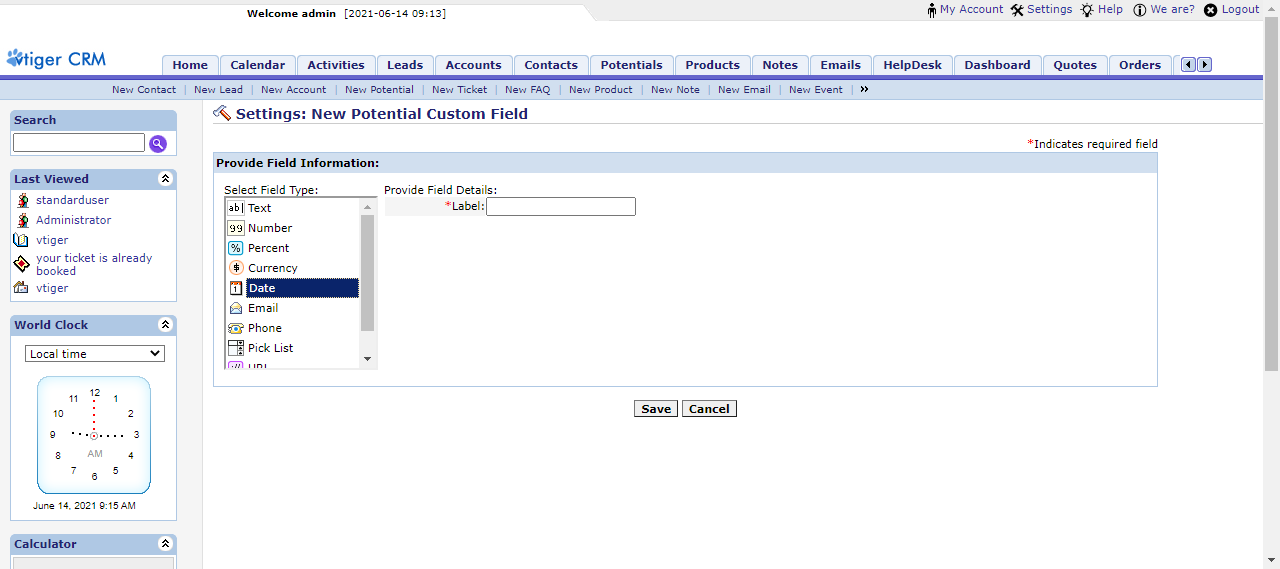 Welcome admin [2021-06-14 09:13]
My Account Settings Help We are? Logout
vtiger CRM
Home Calendar Activities Leads Accounts Contacts Potentials Products Notes Emails HelpDesk Dashboard Quotes Orders
New Contact | New Lead | New Account | New Potential | New Ticket | New FAQ | New Product | New Note | New Email | New Event | »
Search
Last Viewed
standarduser
Administrator
vtiger
your ticket is already
booked
vtiger
World Clock
Local time
12
11 1
10 2
9 3
AM
8 4
7 5
6
June 14, 2021 9:15 AM
Calculator
Settings: New Potential Custom Field
*Indicates required field
Provide Field Information:
Select Field Type:
ab| Text
99 Number
% Percent
$ Currency
1 Date
Email
Phone
Pick List
URL
Provide Field Details:
*Label:
Save Cancel